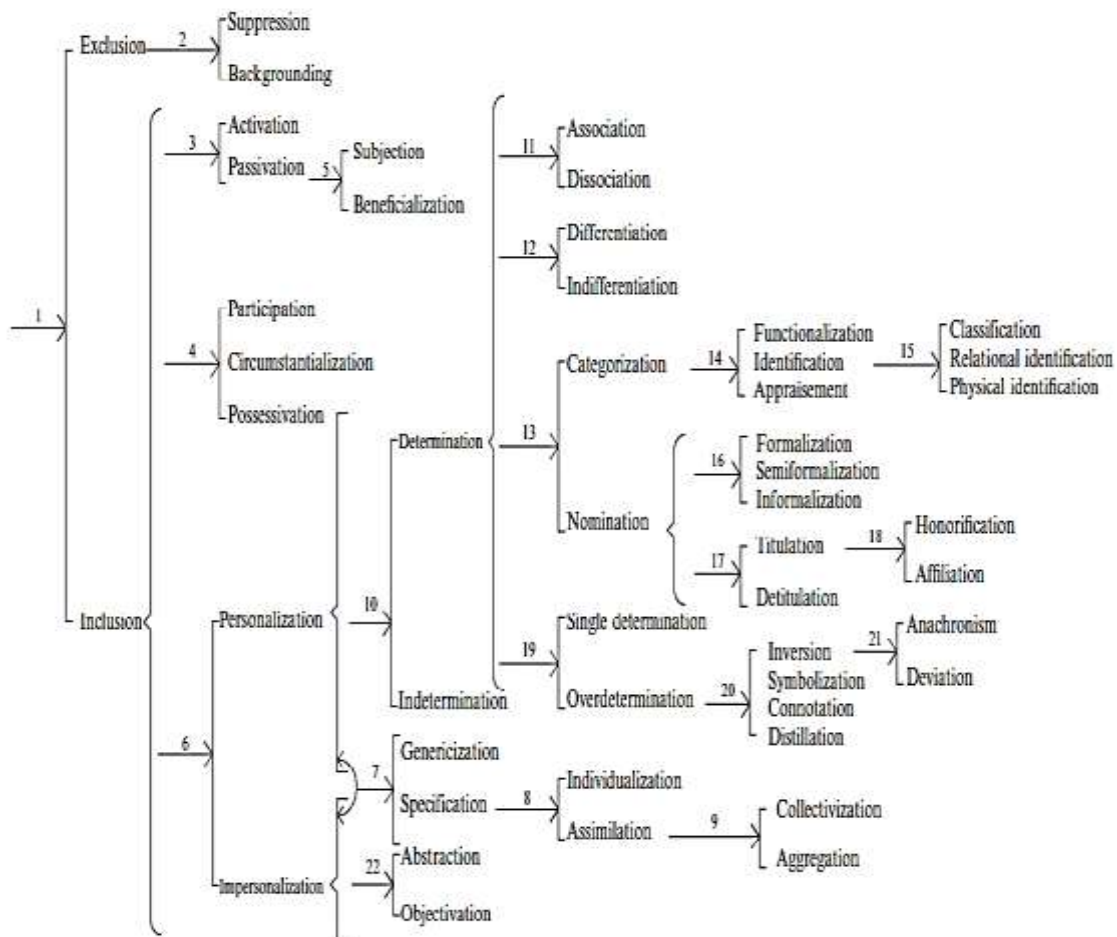 Suppression
Exclusion 2
Backgrounding
Activation
3
Passivation 5 Subjection
Beneficialization
11 Association
Dissociation
12 Differentiation
Indifferentiation
1
Participation
4 Circumstantialization
Possessivation
Determination 13 Categorization 14 Functionalization
Identification 15 Classification
Appraisement Relational identification
Physical identification
Nomination 16 Formalization
Semiformalization
Informalization
17 Titulation 18 Honorification
Detitulation Affiliation
Inclusion Personalization 10
19 Single determination
Indetermination Overdetermination 20 Inversion 21 Anachronism
Symbolization Deviation
Connotation
Distillation
6
7 Genericization
Specification 8 Individualization
Assimilation 9 Collectivization
Aggregation
Impersonalization 22 Abstraction
Objectivation